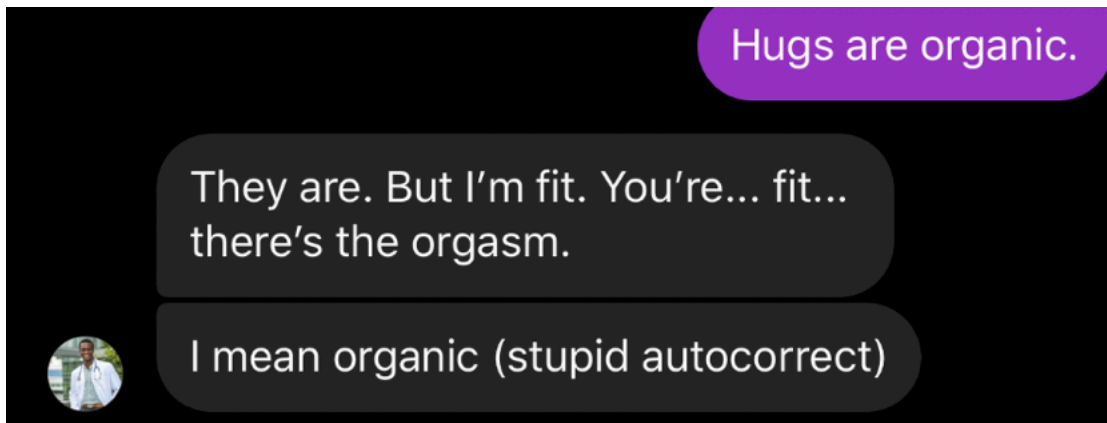 Hugs are organic.
They are. But I’m fit. You’re... fit...
there’s the orgasm.
I mean organic (stupid autocorrect)